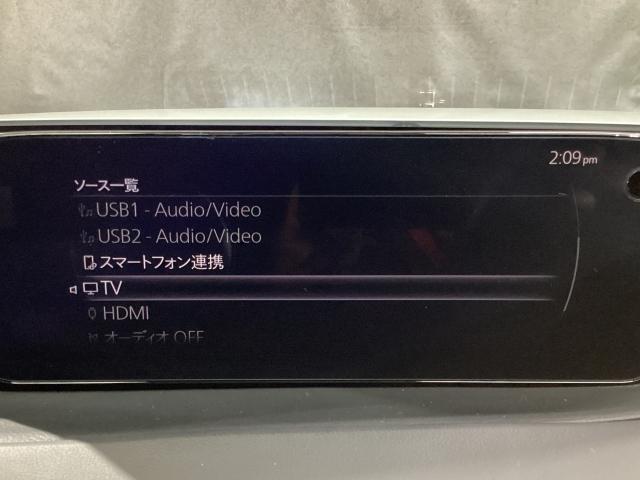 2:09pm
ソース一覧
USB1 - Audio/Video
USB2 - Audio/Video
スマートフォン連携
TV
HDMI
オーディオ OFF